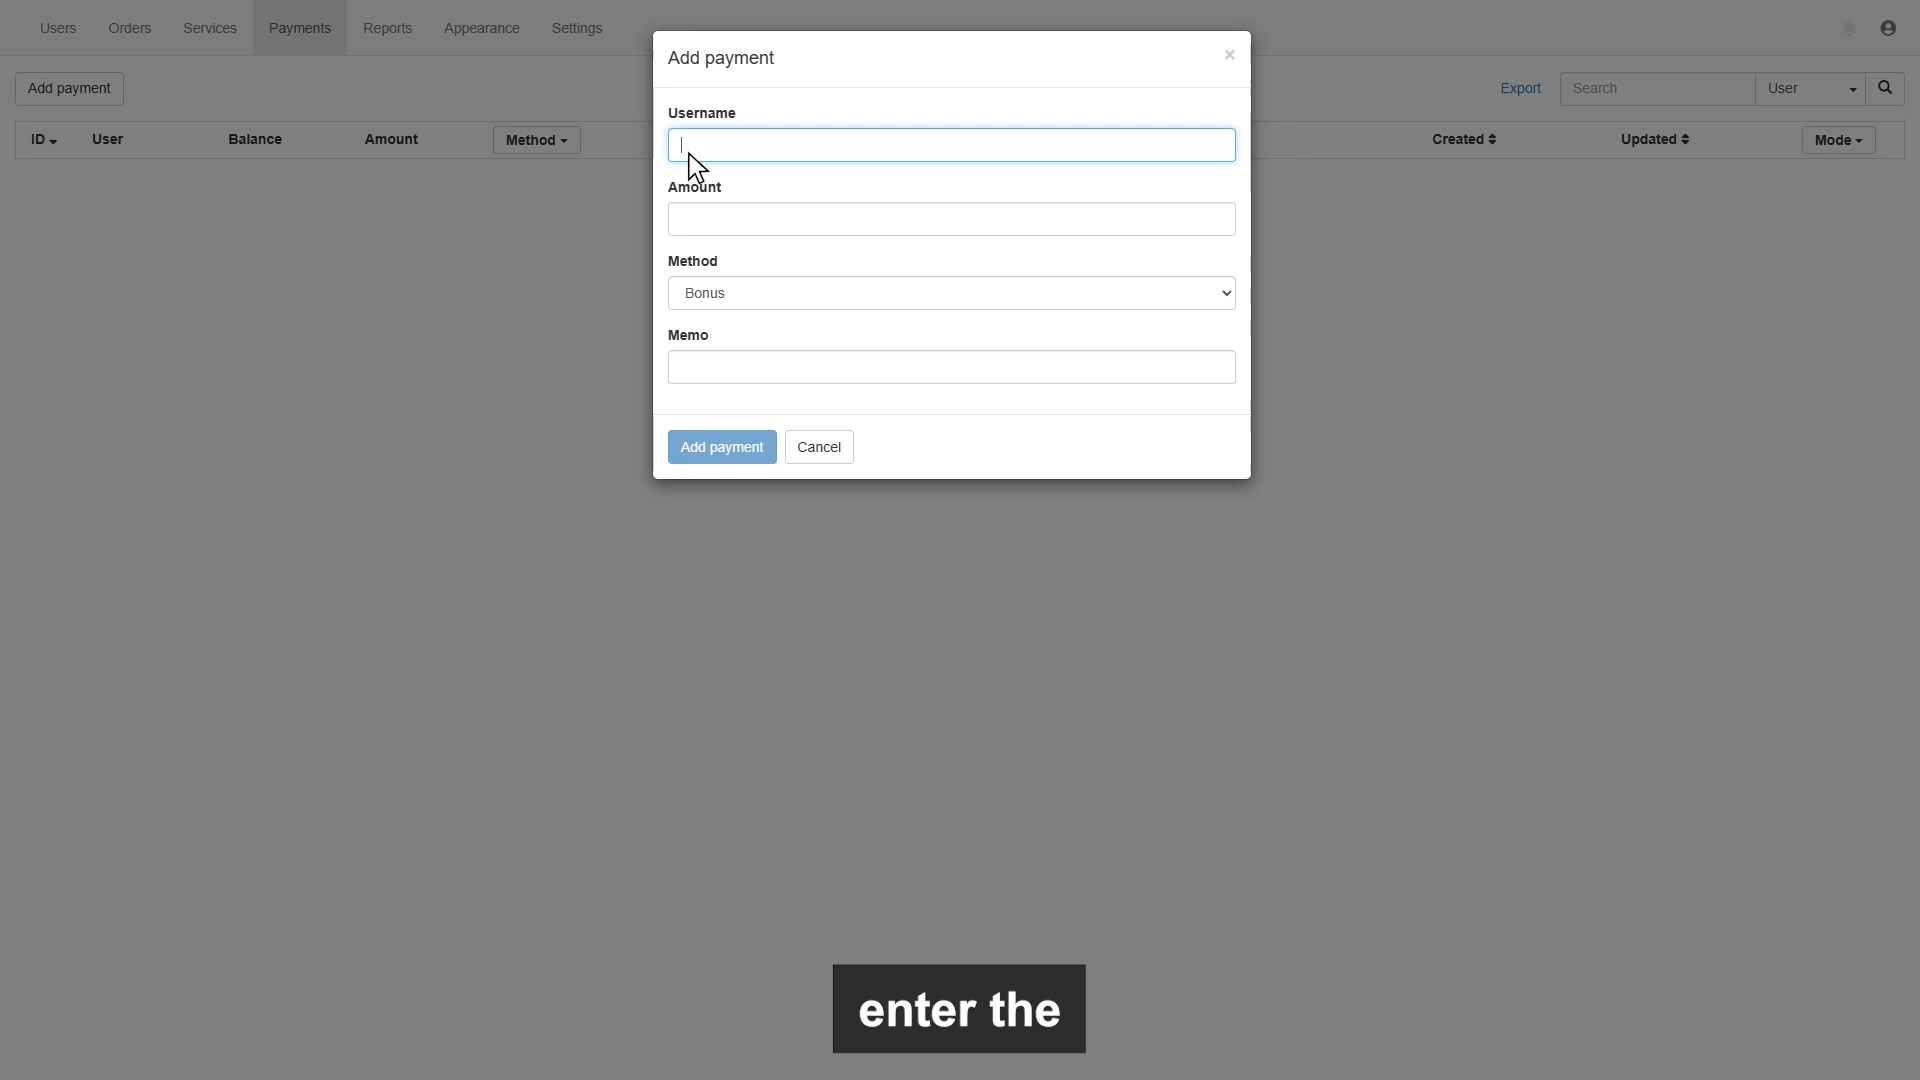 Users Orders Services Payments Reports Appearance Settings
Add payment
Export Search User
ID User Balance Amount Method Created Updated Mode
Add payment ×
Username
Amount
Method
Bonus
Memo
Add payment Cancel
enter the